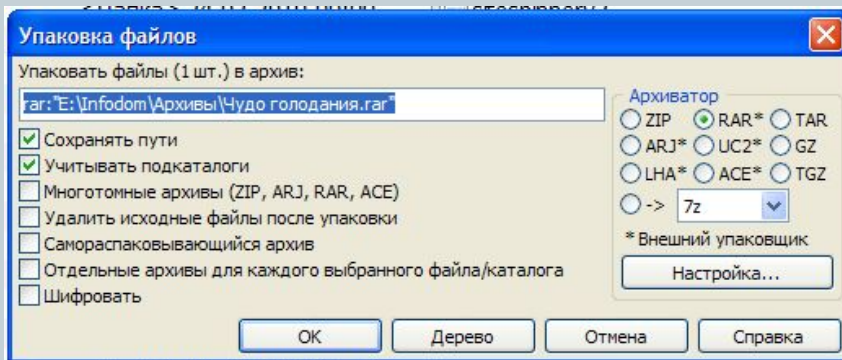 Упаковка файлов
Упаковать файлы (1 шт.) в архив:
rar:"E:\Infodom\Архивы\Чудо голодания.rar"
Сохранять пути
Учитывать подкаталоги
Многотомные архивы (ZIP, ARJ, RAR, ACE)
Удалить исходные файлы после упаковки
Самораспаковывающийся архив
Отдельные архивы для каждого выбранного файла/каталога
Шифровать
Архиватор
ZIP RAR* TAR
ARJ* UC2* GZ
LHA* ACE* TGZ
-> 7z
* Внешний упаковщик
Настройка...
OK Дерево Отмена Справка